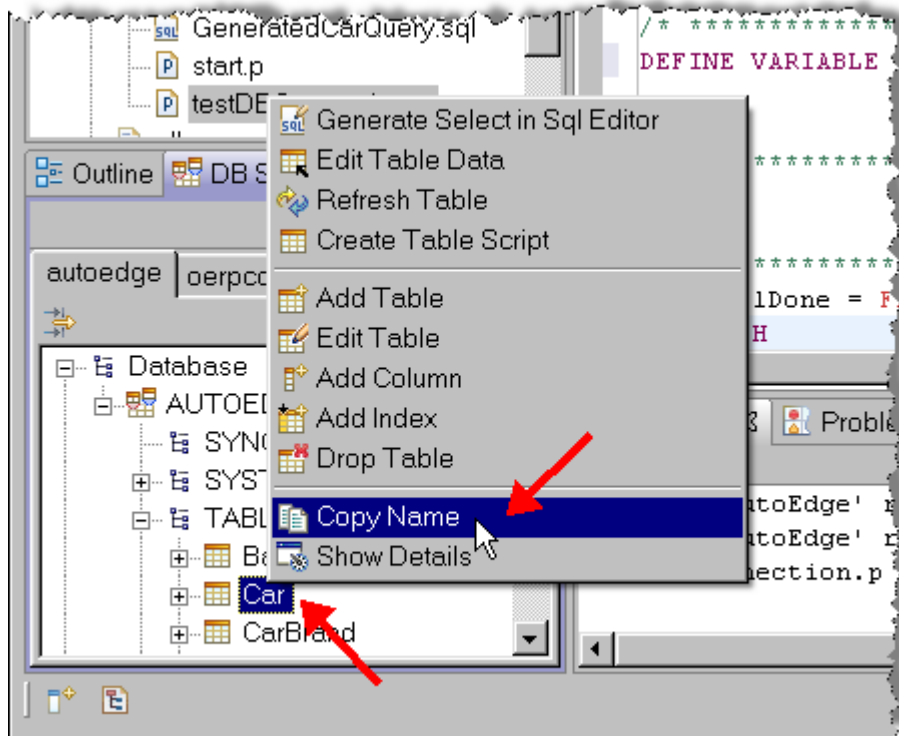 GeneratedCarQuery.sql
start.p
testDB
/* **************
DEFINE VARIABLE
Outline
DB S
*********
autoedge
oerpco
*********
lDone = F
H
Generate Select in Sql Editor
Edit Table Data
Refresh Table
Create Table Script
Add Table
Edit Table
Add Column
Add Index
Drop Table
Copy Name
Show Details
Database
AUTOED
SYNO
SYST
TABL
Ba
Car
CarBrand
Proble
utoEdge' r
utoEdge' r
nection.p